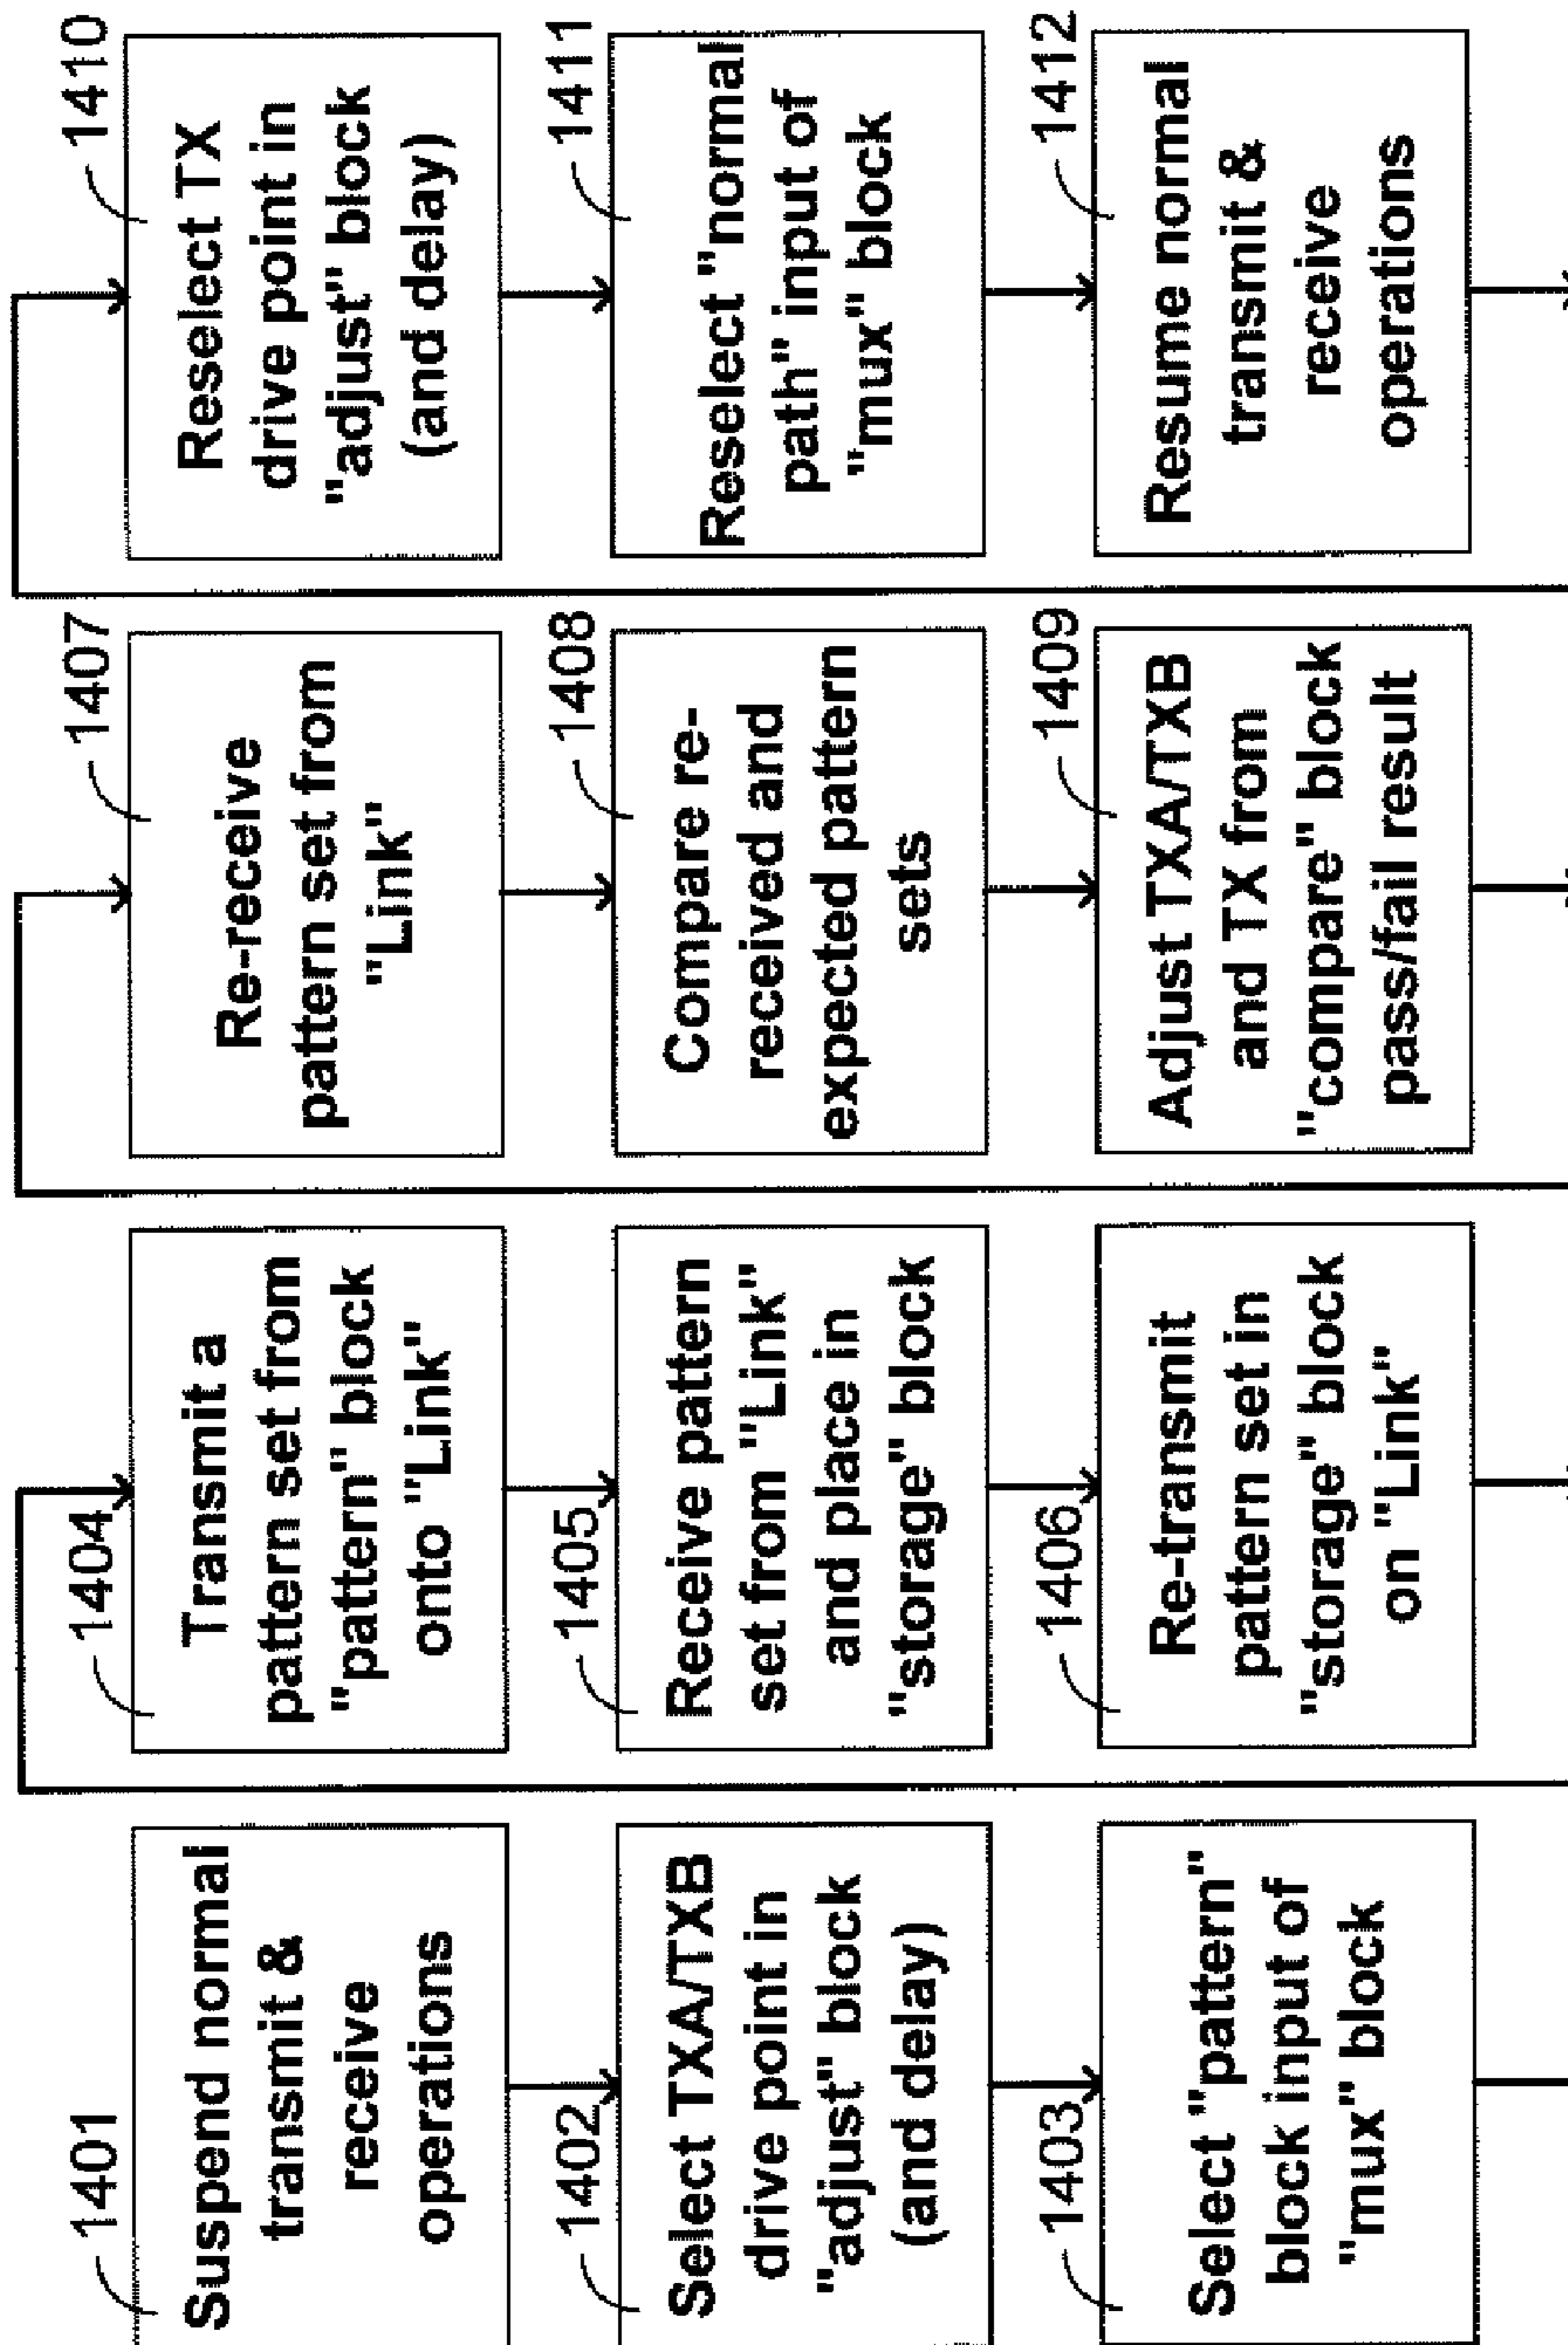 1401
Suspend normal
transmit &
receive
operations
1402
Select TXA/TXB
drive point in
"adjust" block
(and delay)
1403
Select "pattern"
block input of
"mux" block
1404
Transmit a
pattern set from
"pattern" block
onto "Link"
1405
Receive pattern
set from "Link"
and place in
"storage" block
1406
Re-transmit
pattern set in
"storage" block
on "Link"
1407
Re-receive
pattern set from
"Link"
1408
Compare re-
received and
expected pattern
sets
1409
Adjust TXA/TXB
and TX from
"compare" block
pass/fail result
1410
Reselect TX
drive point in
"adjust" block
(and delay)
1411
Reselect "normal
path" input of
"mux" block
1412
Resume normal
transmit &
receive
operations